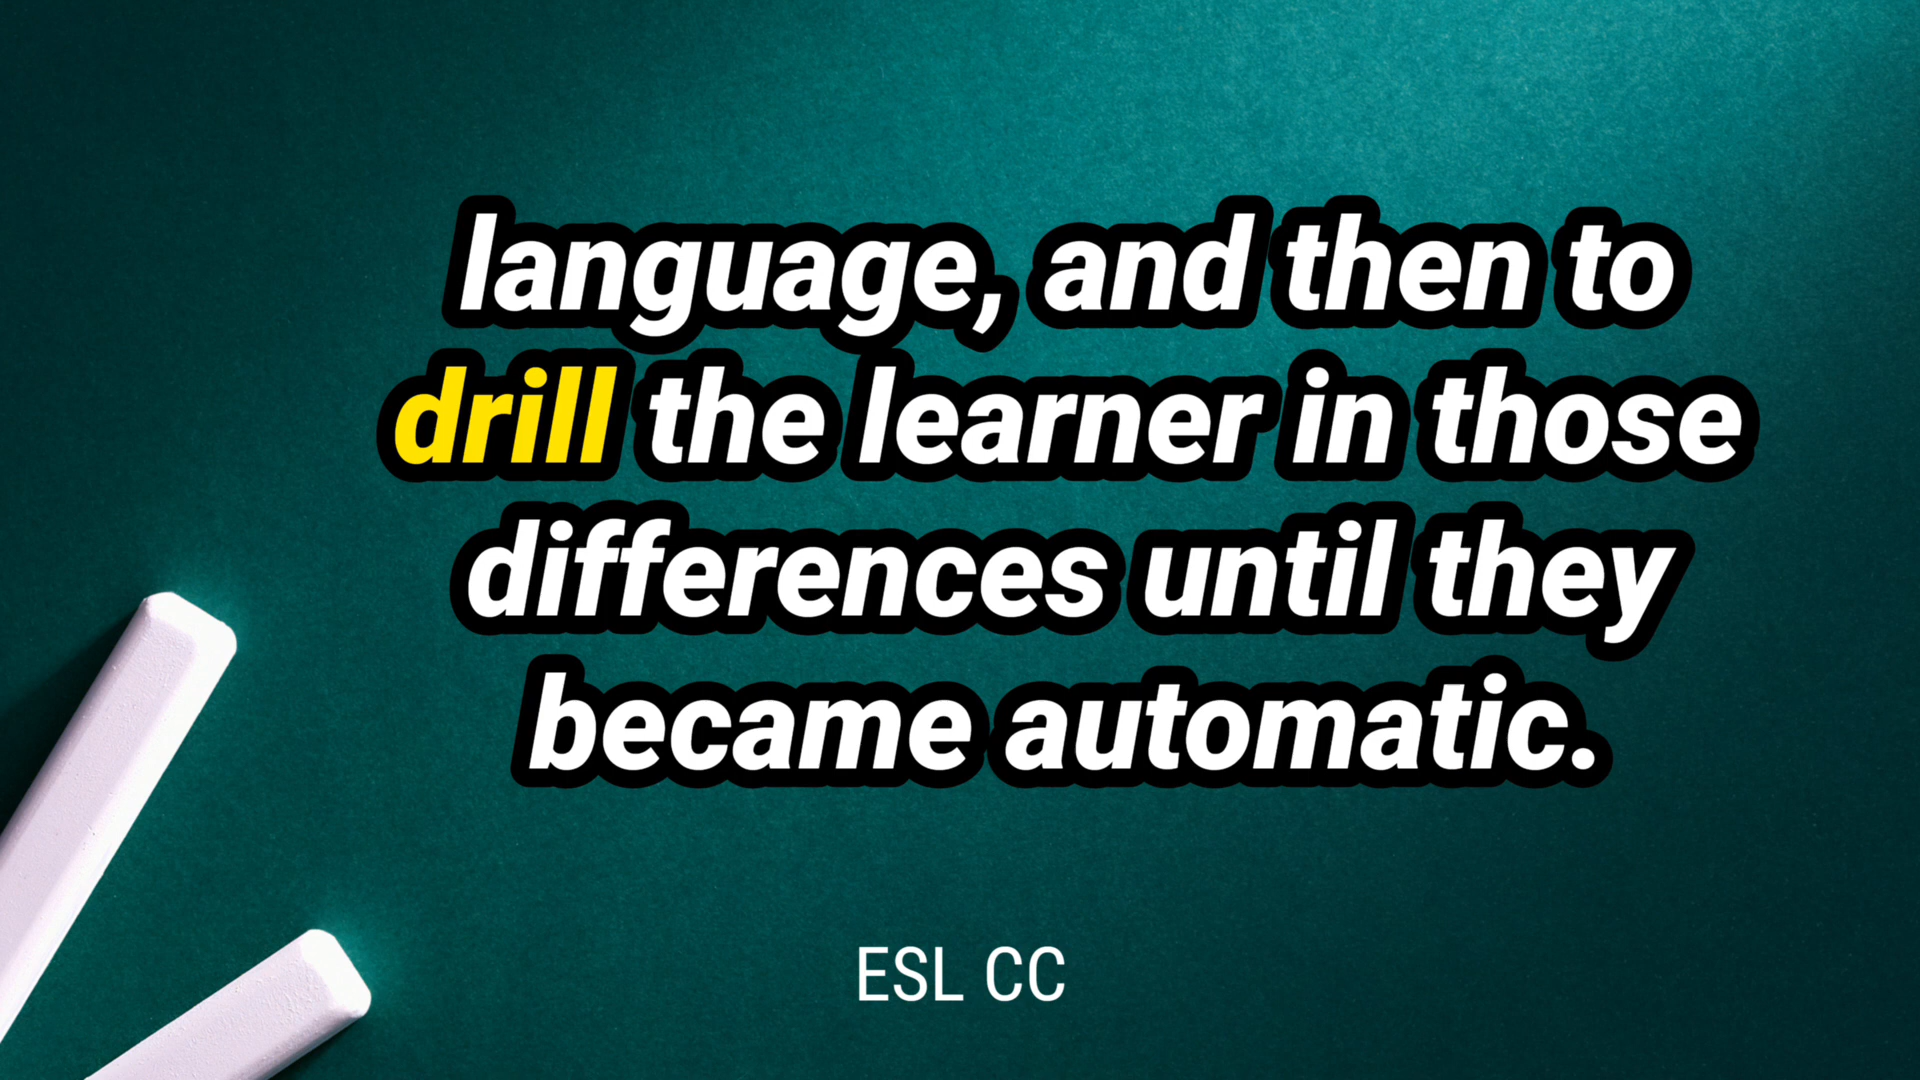 language, and then to
drill the learner in those
differences until they
became automatic.
ESL CC